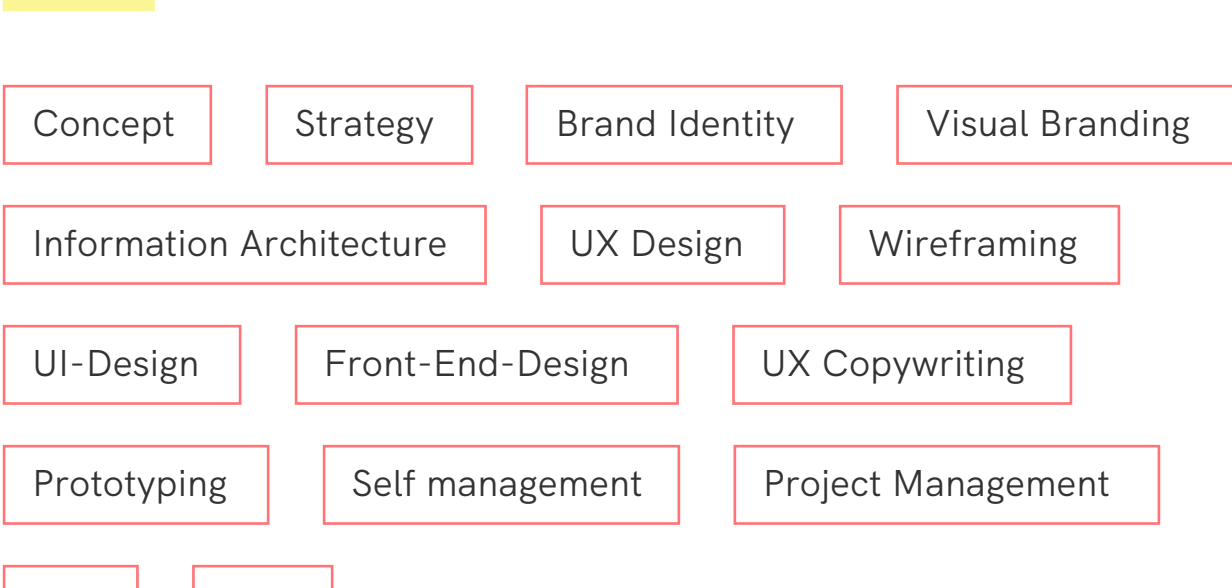 Concept Strategy Brand Identity Visual Branding
Information Architecture UX Design Wireframing
UI-Design Front-End-Design UX Copywriting
Prototyping Self management Project Management